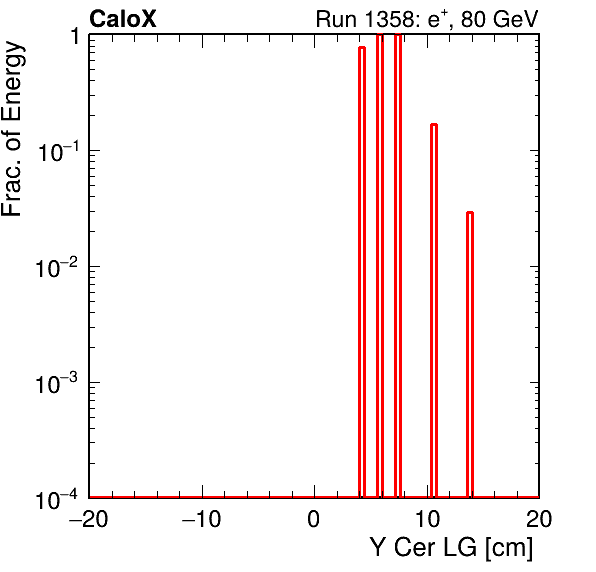 CaloX Run 1358: e⁺, 80 GeV
Frac. of Energy
1
10⁻¹
10⁻²
10⁻³
10⁻⁴
−20 −10 0 10 20
Y Cer LG [cm]